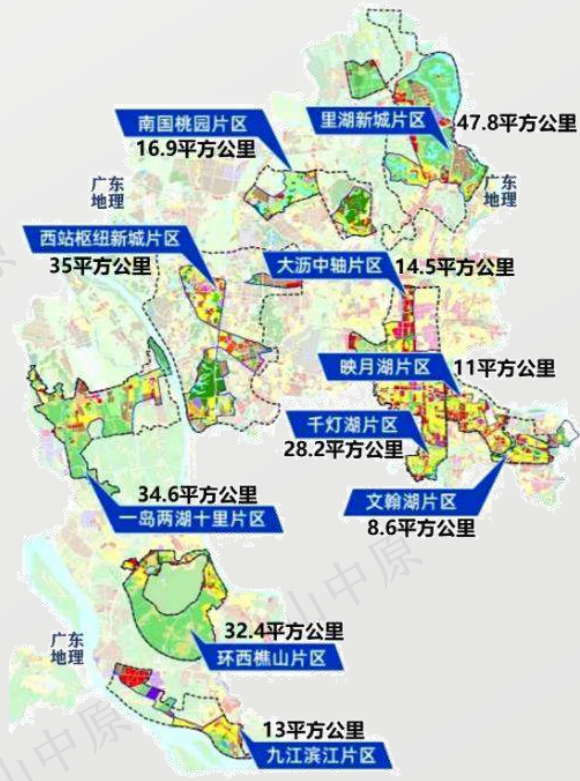 南国桃园片区
16.9平方公里
里湖新城片区
47.8平方公里
广东
地理
广东
地理
西站枢纽新城片区
35平方公里
大沥中轴片区
14.5平方公里
映月湖片区
11平方公里
千灯湖片区
28.2平方公里
文翰湖片区
8.6平方公里
34.6平方公里
一岛两湖十里片区
山中原
32.4平方公里
环西樵山片区
广东
地理
13平方公里
九江滨江片区
山中原